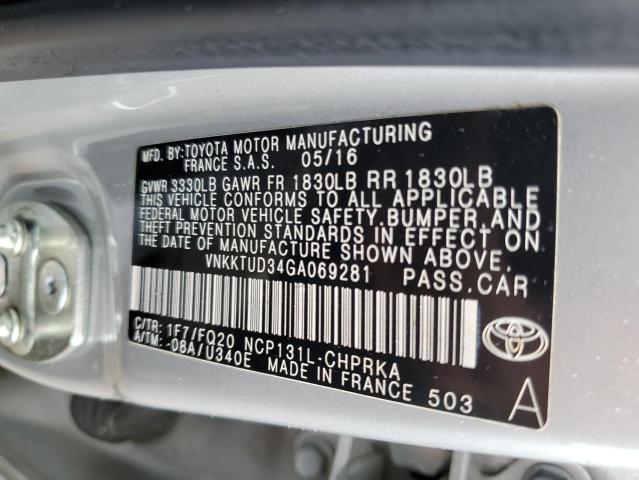 MFD. BY: TOYOTA MOTOR MANUFACTURING
FRANCE S.A.S. 05/16
GVWR 3330LB GAWR FR 1830LB RR 1830LB
THIS VEHICLE CONFORMS TO ALL APPLICABLE
FEDERAL MOTOR VEHICLE SAFETY, BUMPER, AND
THEFT PREVENTION STANDARDS IN EFFECT ON
THE DATE OF MANUFACTURE SHOWN ABOVE.
VNKKTUD34GA069281 PASS.CAR
C/TR: 1F7/FQ20 NCP131L-CHPRKA
A/TM: -08A/U340E MADE IN FRANCE 503
A